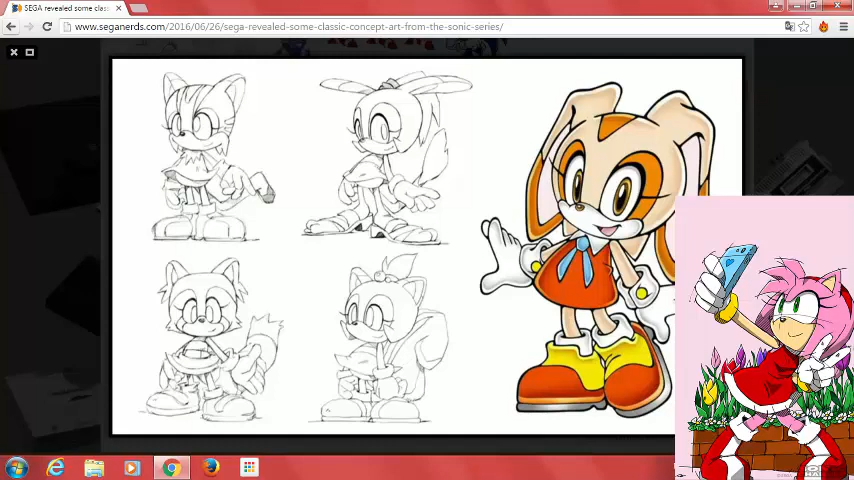 SEGA revealed some clas
www.seganerds.com/2016/06/26/sega-revealed-some-classic-concept-art-from-the-sonic-series/